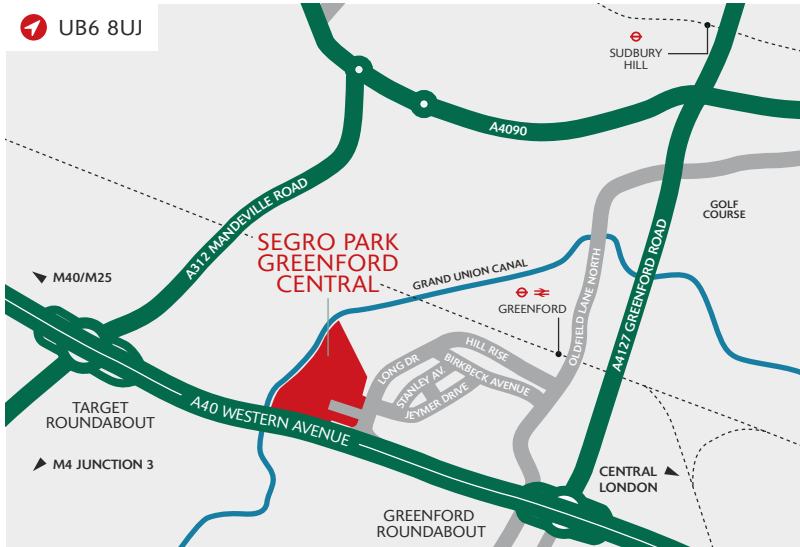 UB6 8UJ
SUDBURY
HILL
A4090
A312 MANDEVILLE ROAD
GOLF
COURSE
SEGRO PARK
GREENFORD
CENTRAL
M40/M25
GRAND UNION CANAL
GREENFORD
OLDFIELD LANE NORTH
A4127 GREENFORD ROAD
HILL RISE
LONG DR
BIRKBECK AVENUE
STANLEY AV.
JEYMER DRIVE
TARGET
ROUNDABOUT
A40 WESTERN AVENUE
M4 JUNCTION 3
CENTRAL
LONDON
GREENFORD
ROUNDABOUT